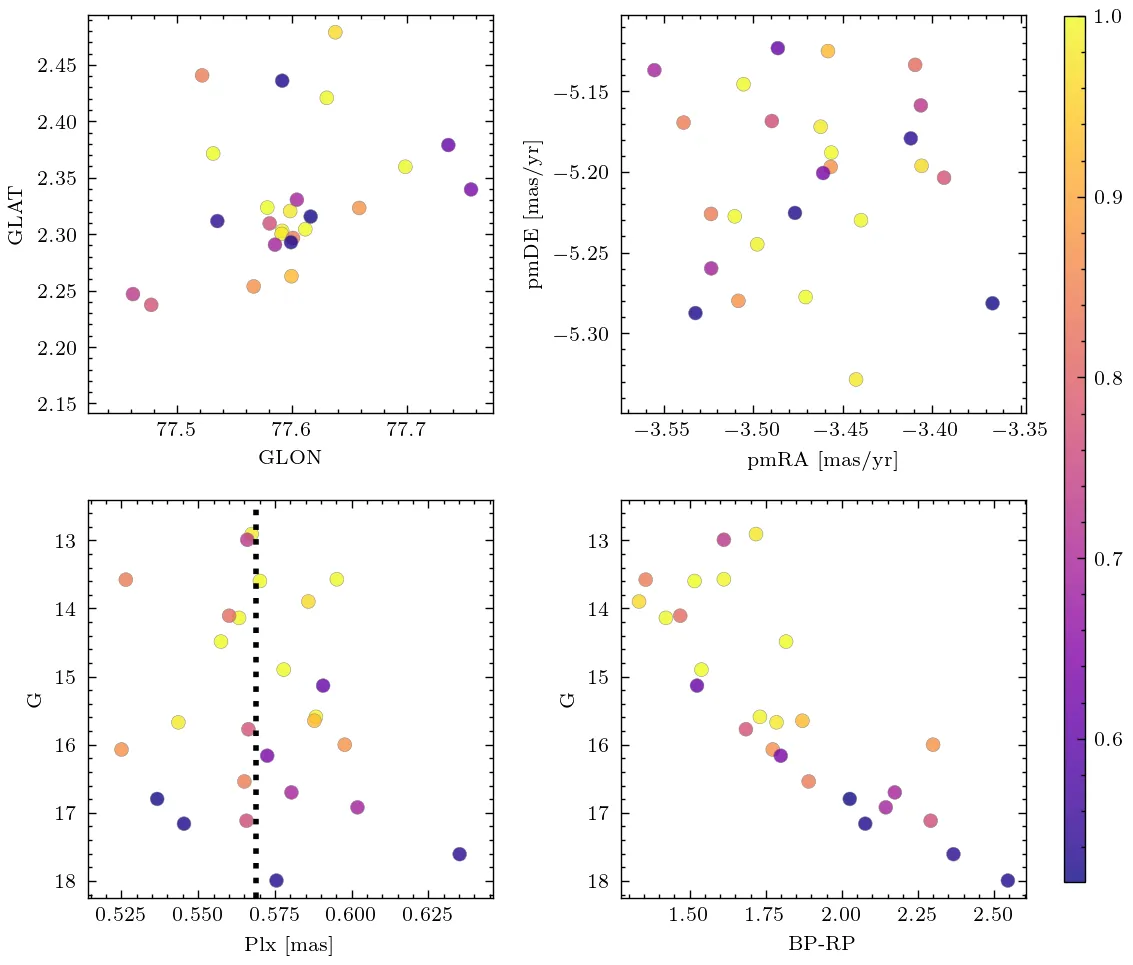 2.45
2.40
2.35
2.30
2.25
2.20
2.15
GLAT
77.5 77.6 77.7
GLON
−5.15
−5.20
−5.25
−5.30
pmDE [mas/yr]
−3.55 −3.50 −3.45 −3.40 −3.35
pmRA [mas/yr]
1.0
0.9
0.8
0.7
0.6
13
14
15
16
17
18
G
0.525 0.550 0.575 0.600 0.625
Plx [mas]
13
14
15
16
17
18
G
1.50 1.75 2.00 2.25 2.50
BP-RP